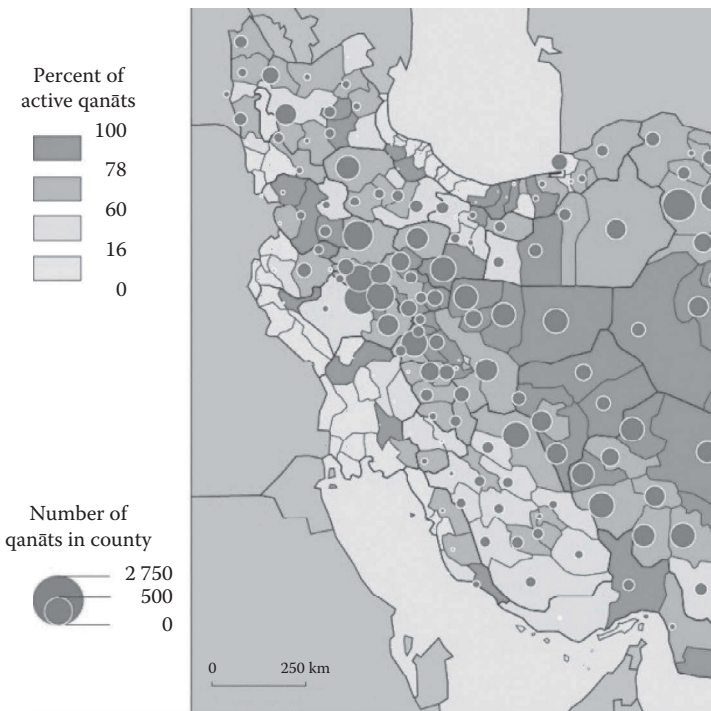 Percent of
active qanāts
100
78
60
16
0
Number of
qanāts in county
2 750
500
0
0 250 km